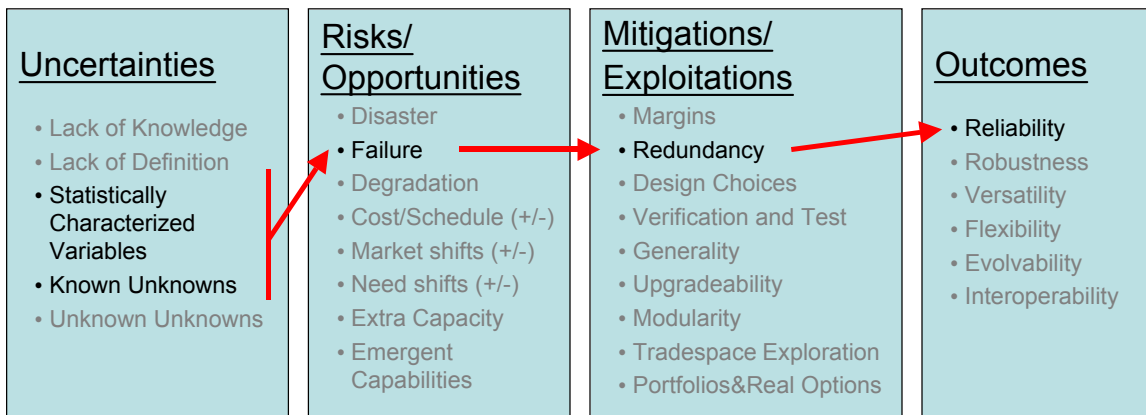 Uncertainties
• Lack of Knowledge
• Lack of Definition
• Statistically
Characterized
Variables
• Known Unknowns
• Unknown Unknowns
Risks/
Opportunities
• Disaster
• Failure
• Degradation
• Cost/Schedule (+/-)
• Market shifts (+/-)
• Need shifts (+/-)
• Extra Capacity
• Emergent
Capabilities
Mitigations/
Exploitations
• Margins
• Redundancy
• Design Choices
• Verification and Test
• Generality
• Upgradeability
• Modularity
• Tradespace Exploration
• Portfolios&Real Options
Outcomes
• Reliability
• Robustness
• Versatility
• Flexibility
• Evolvability
• Interoperability